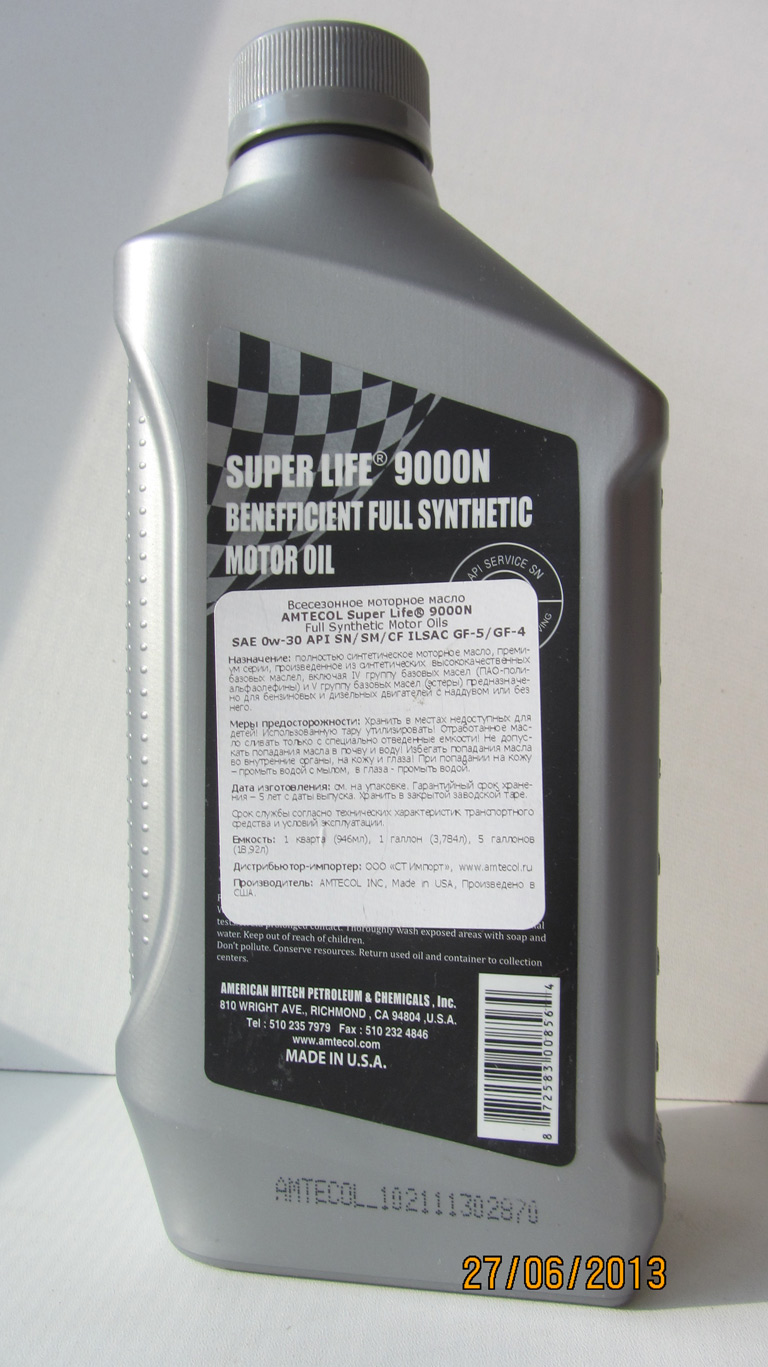 SUPER LIFE® 9000N
BENEFFICIENT FULL SYNTHETIC
MOTOR OIL
API SERVICE SN
VING
Всесезонное моторное масло
AMTECOL Super Life® 9000N
Full Synthetic Motor Oils
SAE 0w-30 API SN/SM/CF ILSAC GF-5/GF-4
Назначение: полностью синтетическое моторное масло, преми-
ум серии, произведенное из синтетических высококачественных
базовых маслел, включая IV группу базовых масел (ПАО-поли-
альфаолефины) и V группу базовых масел (эстеры) предназначе-
но для бензиновых и дизельных двигателей с наддувом или без
него.
Меры предосторожности: Хранить в местах недоступных для
детей! Использованную тару утилизировать! Отработанное мас-
ло сливать только с специально отведенные емкости! Не допус-
кать попадания масла в почву и воду! Избегать попадания масла
во внутренние органы, на кожу и глаза! При попадании на кожу
– промыть водой с мылом, в глаза - промыть водой.
Дата изготовления: см. на упаковке. Гарантийный срок хране-
ния – 5 лет с даты выпуска. Хранить в закрытой заводской таре.
Срок службы согласно технических характеристик транспортного
средства и условий эксплуатации.
Емкость: 1 кварта (946мл), 1 галлон (3,784л), 5 галлонов
(18,92л)
Дистрибьютор-импортер: ООО «СТ Импорт», www.amtecol.ru
Производитель: AMTECOL INC, Made in USA, Произведено в
США.
prolonged contact. Thoroughly wash exposed areas with soap and
water. Keep out of reach of children.
Don't pollute. Conserve resources. Return used oil and container to collection
centers.
AMERICAN HITECH PETROLEUM & CHEMICALS, Inc.
810 WRIGHT AVE., RICHMOND, CA 94804 ,U.S.A.
Tel : 510 235 7979 Fax : 510 232 4846
www.amtecol.com
MADE IN U.S.A.
8 72583 00856 4
AMTECOL_102111302870
27/06/2013